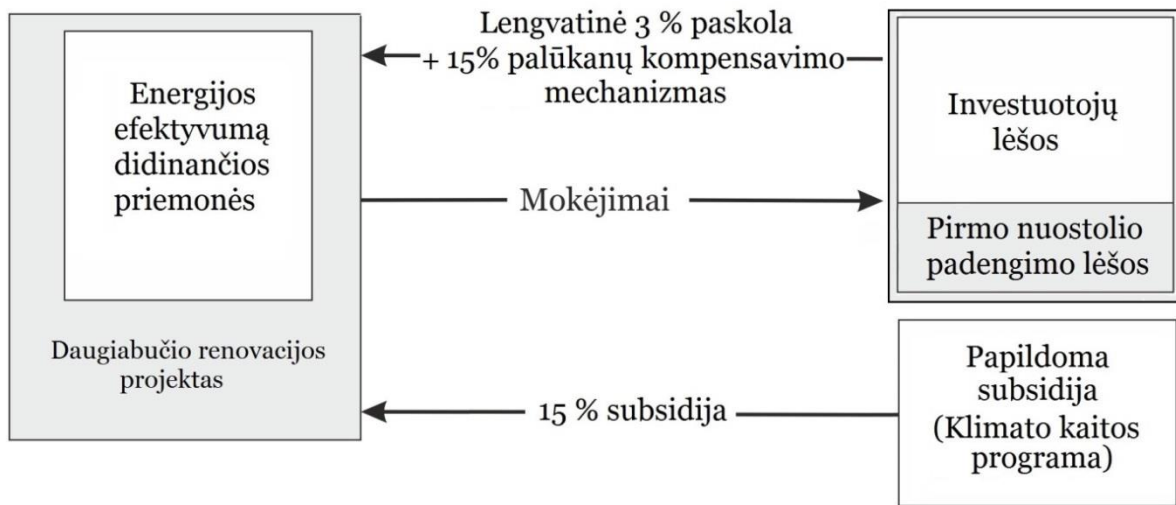 Energijos
efektyvumą
didinančios
priemonės
Daugiabučio renovacijos
projektas
Lengvatinė 3 % paskola
+ 15% palūkanų kompensavimo
mechanizmas
Mokėjimai
15 % subsidija
Investuotojų
lėšos
Pirmo nuostolio
padengimo lėšos
Papildoma
subsidija
(Klimato kaitos
programa)